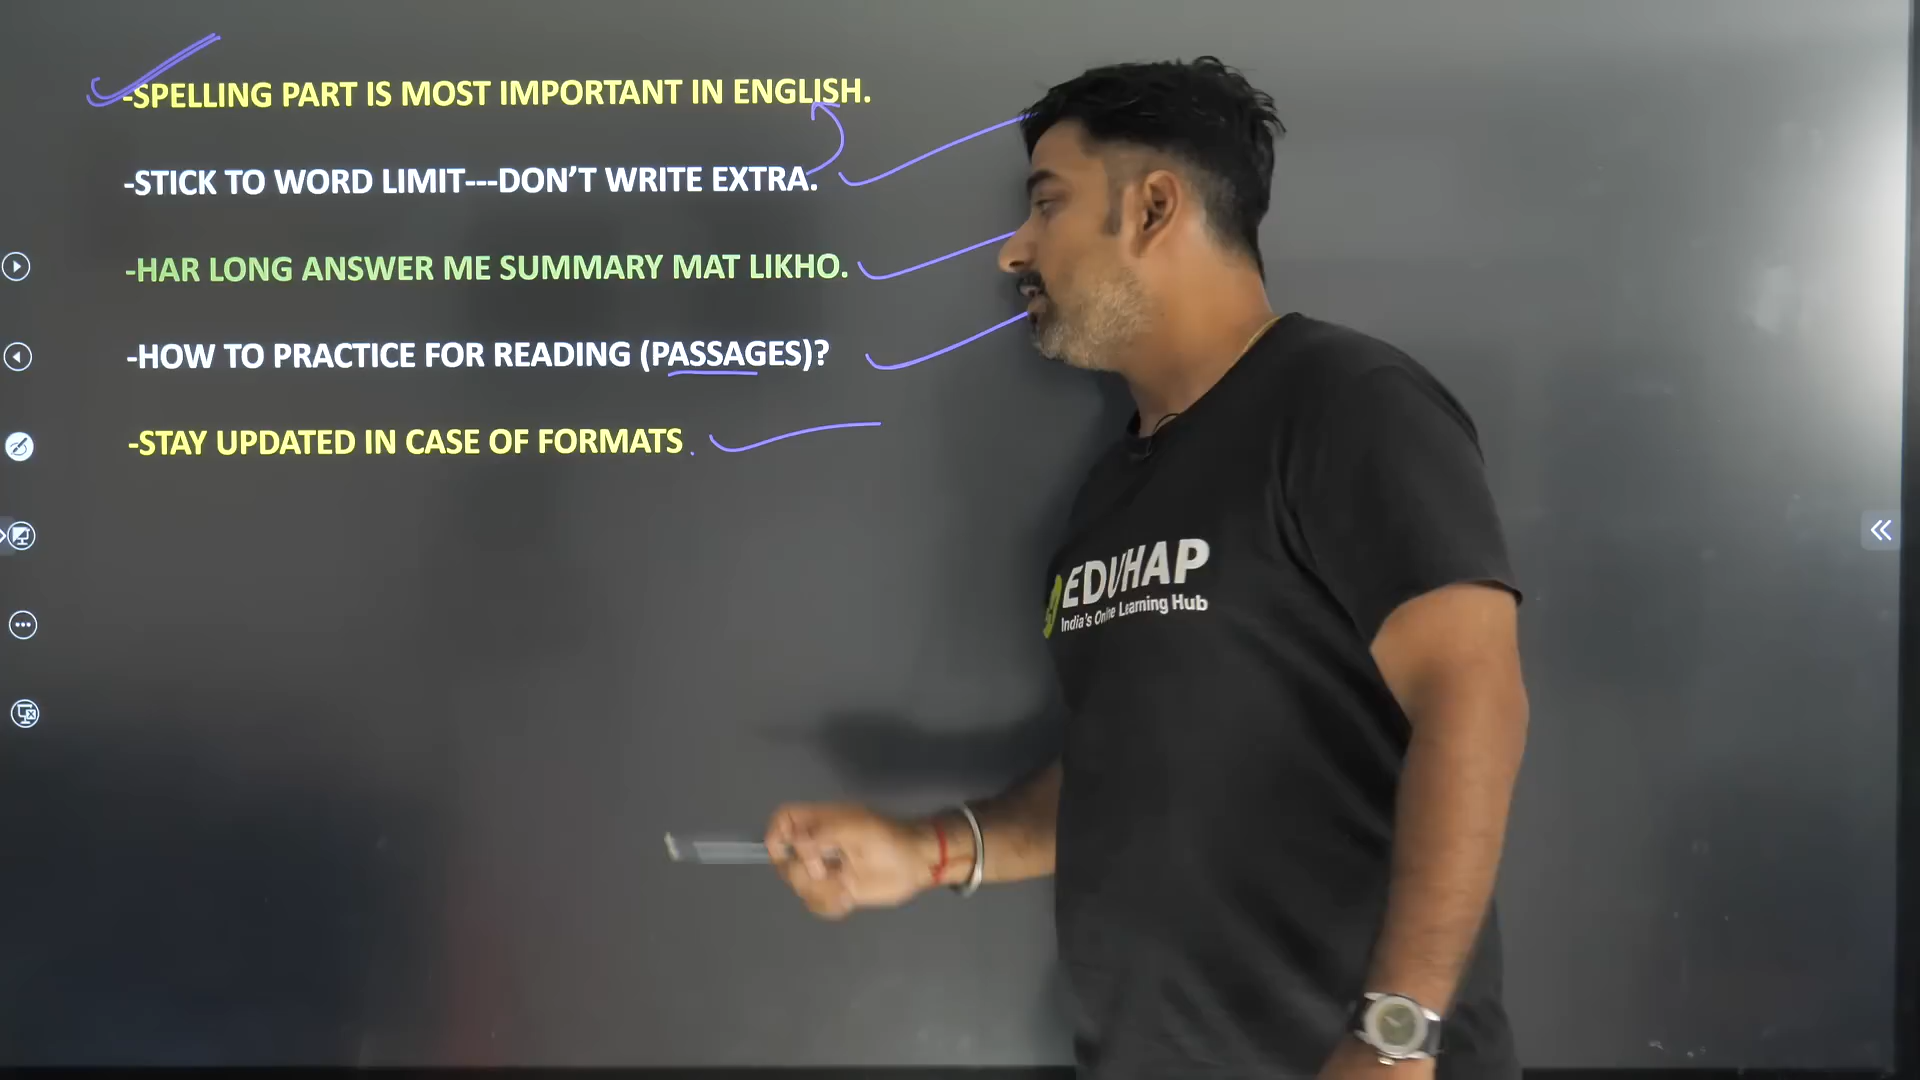 -SPELLING PART IS MOST IMPORTANT IN ENGLISH.
-STICK TO WORD LIMIT---DON'T WRITE EXTRA.
-HAR LONG ANSWER ME SUMMARY MAT LIKHO.
-HOW TO PRACTICE FOR READING (PASSAGES)?
-STAY UPDATED IN CASE OF FORMATS.
EDUHAP
India's Online Learning Hub